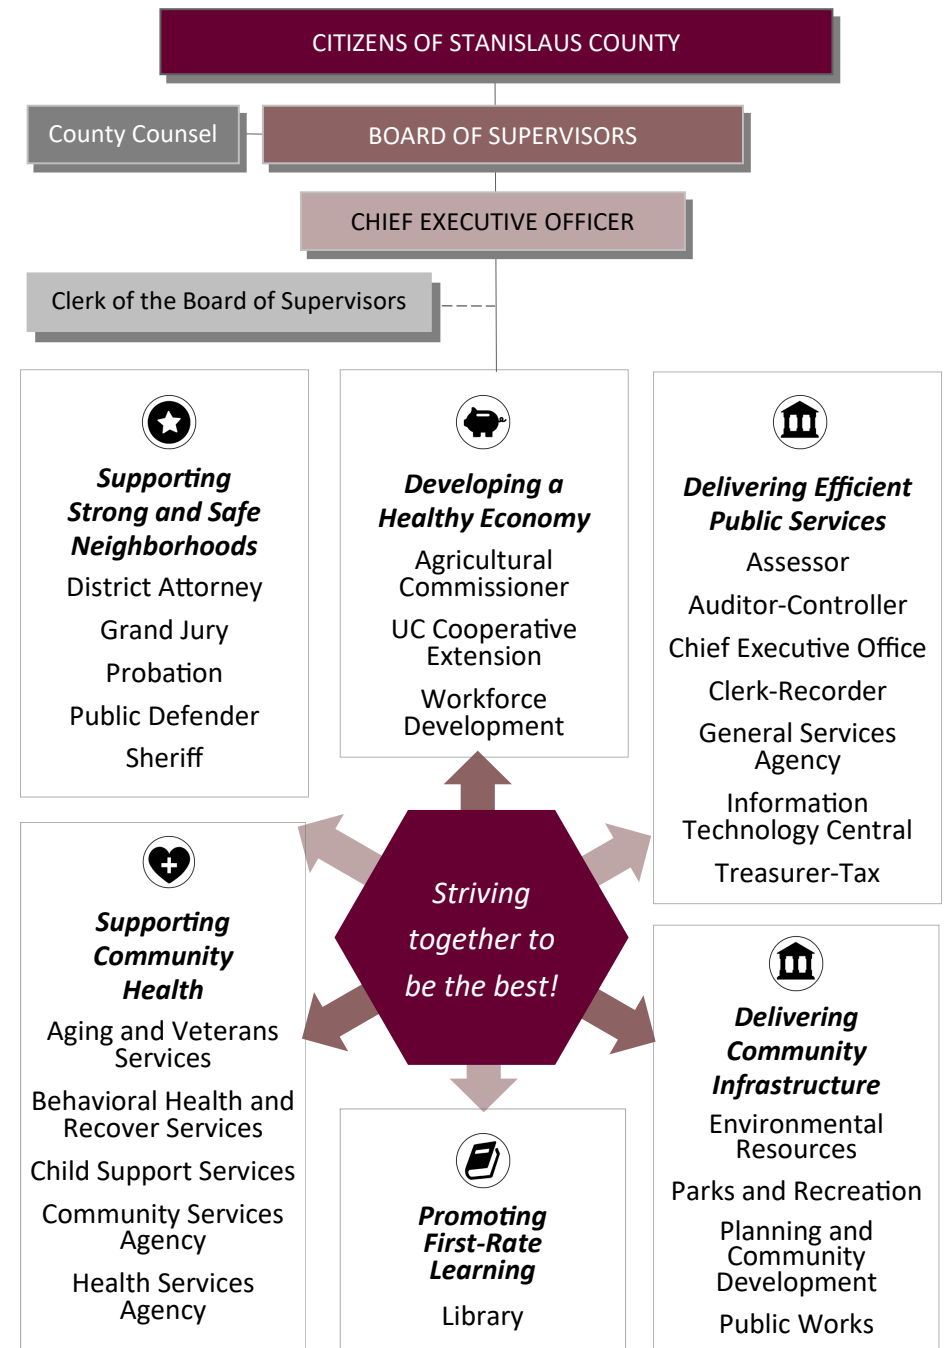 CITIZENS OF STANISLAUS COUNTY
County Counsel
BOARD OF SUPERVISORS
CHIEF EXECUTIVE OFFICER
Clerk of the Board of Supervisors
Supporting
Strong and Safe
Neighborhoods
District Attorney
Grand Jury
Probation
Public Defender
Sheriff
Developing a
Healthy Economy
Agricultural
Commissioner
UC Cooperative
Extension
Workforce
Development
Delivering Efficient
Public Services
Assessor
Auditor-Controller
Chief Executive Office
Clerk-Recorder
General Services
Agency
Information
Technology Central
Treasurer-Tax
Striving
together to
be the best!
Supporting
Community
Health
Aging and Veterans
Services
Behavioral Health and
Recover Services
Child Support Services
Community Services
Agency
Health Services
Agency
Promoting
First-Rate
Learning
Library
Delivering
Community
Infrastructure
Environmental
Resources
Parks and Recreation
Planning and
Community
Development
Public Works